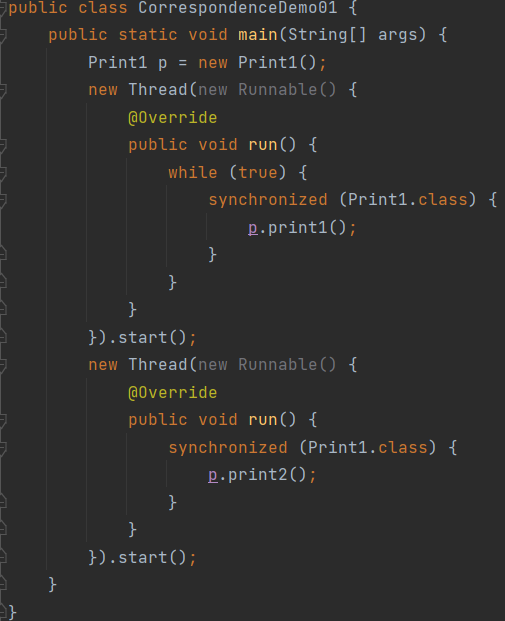 public class CorrespondenceDemo01 {
    public static void main(String[] args) {
        Print1 p = new Print1();
        new Thread(new Runnable() {
            @Override
            public void run() {
                while (true) {
                    synchronized (Print1.class) {
                        p.print1();
                    }
                }
            }
        }).start();
        new Thread(new Runnable() {
            @Override
            public void run() {
                synchronized (Print1.class) {
                    p.print2();
                }
            }
        }).start();
    }
}